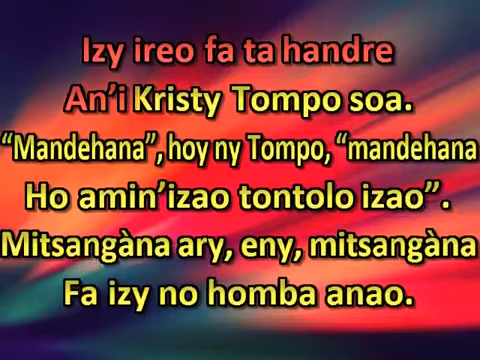 Izy ireo fa ta handre
An’i Kristy Tompo soa.
“Mandehana”, hoy ny Tompo, “mandehana
Ho amin’izao tontolo izao”.
Mitsangàna ary, eny, mitsangàna
Fa izy no homba anao.